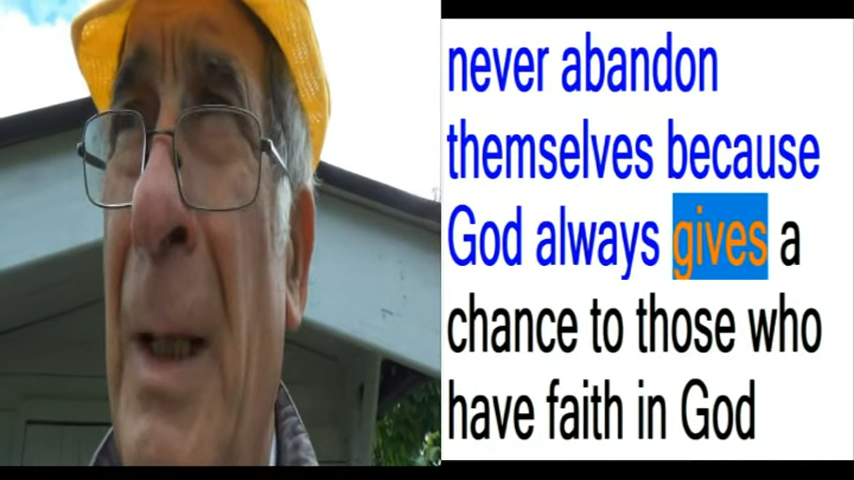 never abandon
themselves because
God always gives a
chance to those who
have faith in God